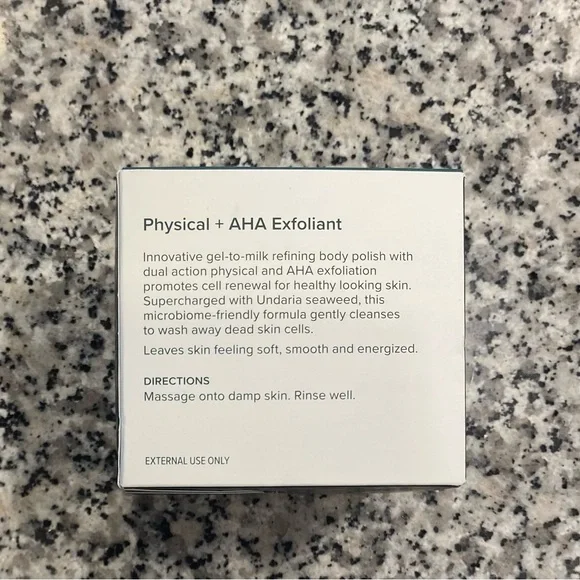 Physical + AHA Exfoliant
Innovative gel-to-milk refining body polish with
dual action physical and AHA exfoliation
promotes cell renewal for healthy looking skin.
Supercharged with Undaria seaweed, this
microbiome-friendly formula gently cleanses
to wash away dead skin cells.
Leaves skin feeling soft, smooth and energized.
DIRECTIONS
Massage onto damp skin. Rinse well.
EXTERNAL USE ONLY